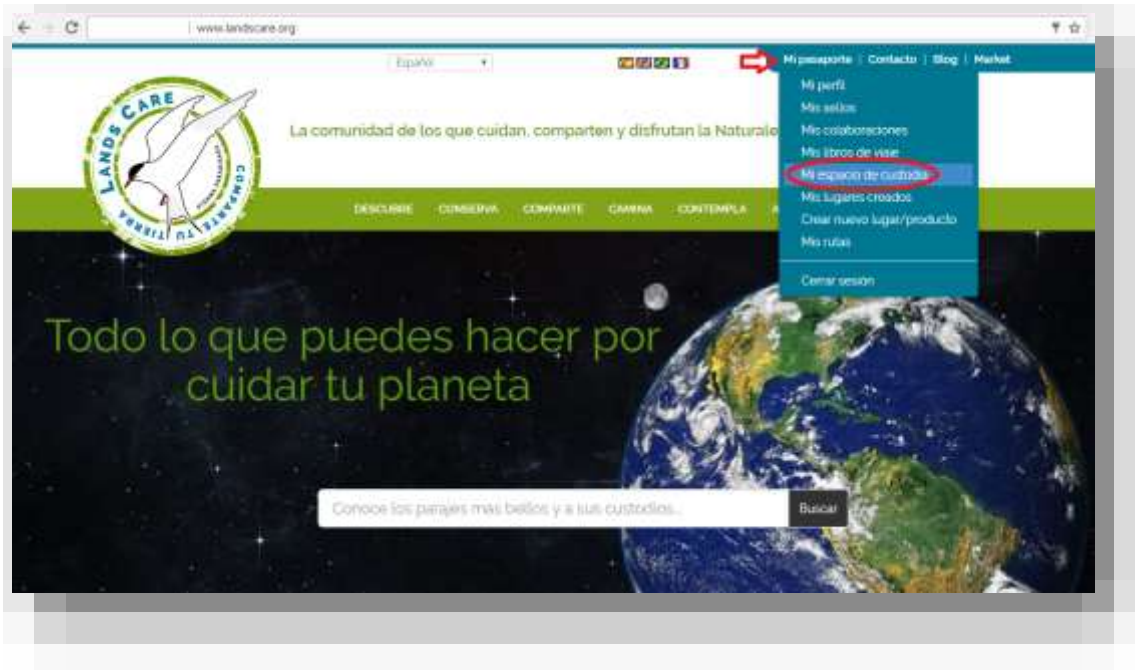 www.landscare.org
Español
Mi pasaporte | Contacto | Blog | Market
Mi perfil
Mis sellos
Mis colaboraciones
Mis libros de viaje
Mi espacio de custodio
Mis lugares creados
Crear nuevo lugar/producto
Mis rutas
Cerrar sesión
LANDS CARE
COMPARTE TU TIERRA
La comunidad de los que cuidan, comparten y disfrutan la Naturale
DESCUBRE CONSERVA COMPARTE CAMINA CONTEMPLA A
Todo lo que puedes hacer por
cuidar tu planeta
Conoce los parajes más bellos y a sus custodios...
Buscar